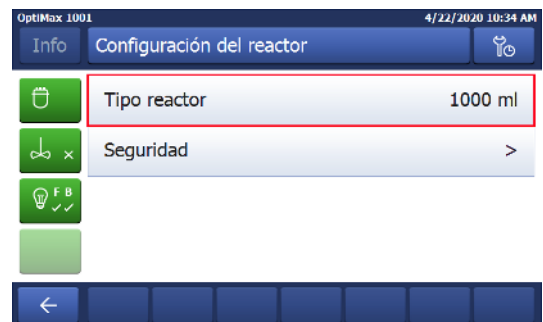 OptiMax 1001 4/22/2020 10:34 AM
Info Configuración del reactor
Tipo reactor 1000 ml
Seguridad >
F B